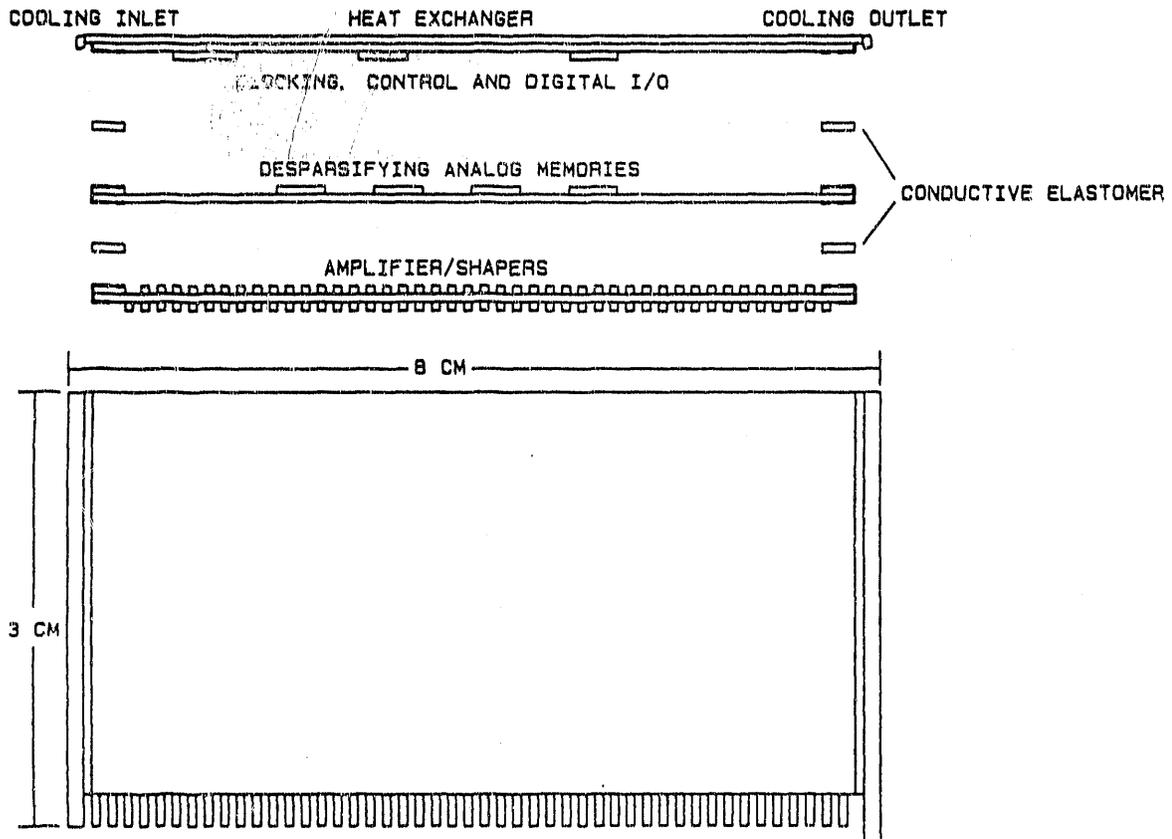 COOLING INLET HEAT EXCHANGER COOLING OUTLET
CLOCKING, CONTROL AND DIGITAL I/O
DESPARSIFYING ANALOG MEMORIES
CONDUCTIVE ELASTOMER
AMPLIFIER/SHAPERS
8 CM
3 CM